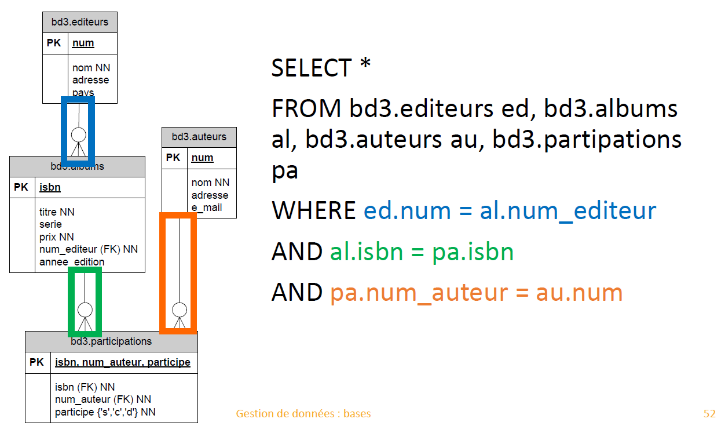 bd3.editeurs
PK num
nom NN
adresse
pays
bd3.auteurs
PK num
nom NN
adresse
e_mail
bd3.albums
PK isbn
titre NN
serie
prix NN
num_editeur (FK) NN
annee_edition
bd3.participations
PK isbn, num_auteur, participe
isbn (FK) NN
num_auteur (FK) NN
participe {'s','c','d'} NN
SELECT *
FROM bd3.editeurs ed, bd3.albums
al, bd3.auteurs au, bd3.partipations
pa
WHERE ed.num = al.num_editeur
AND al.isbn = pa.isbn
AND pa.num_auteur = au.num
Gestion de données : bases
52